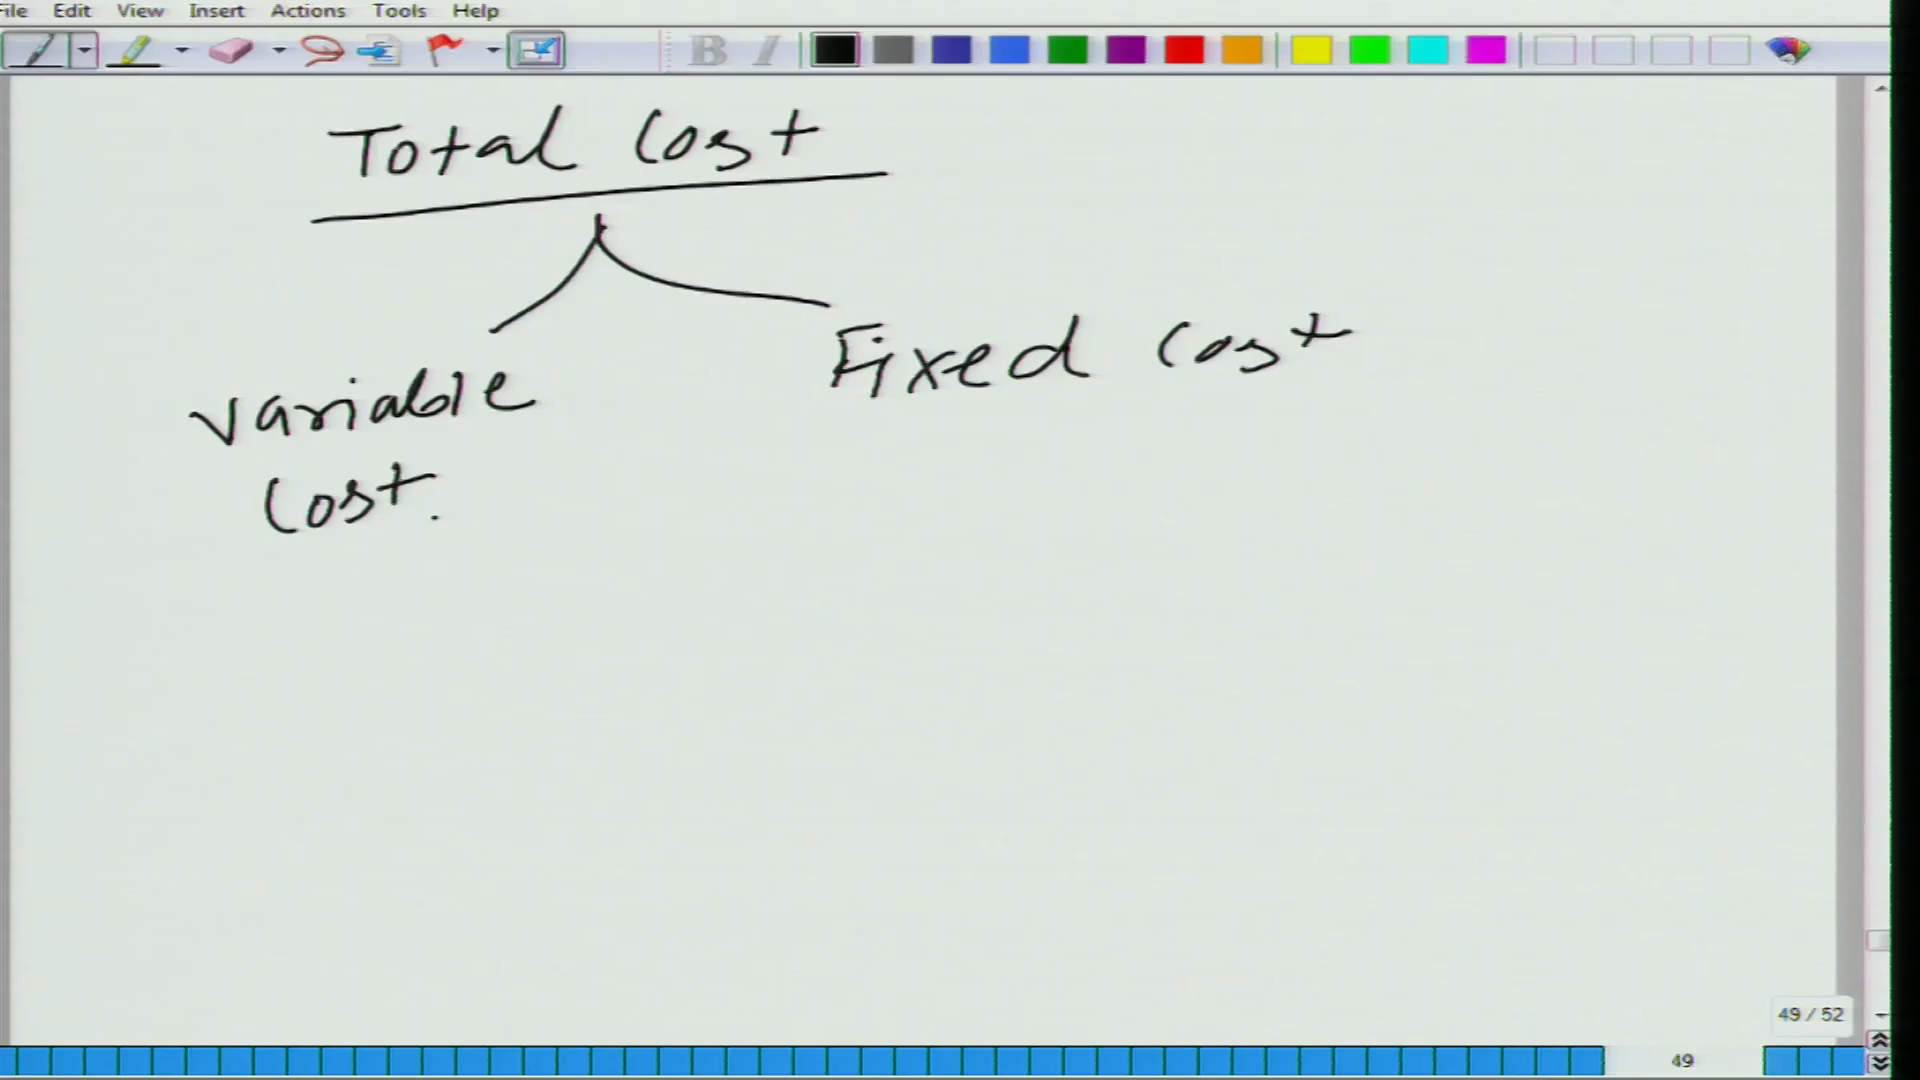 File Edit View Insert Actions Tools Help
B I
Total Cost
Fixed Cost
Variable
Cost.
49 / 52
49